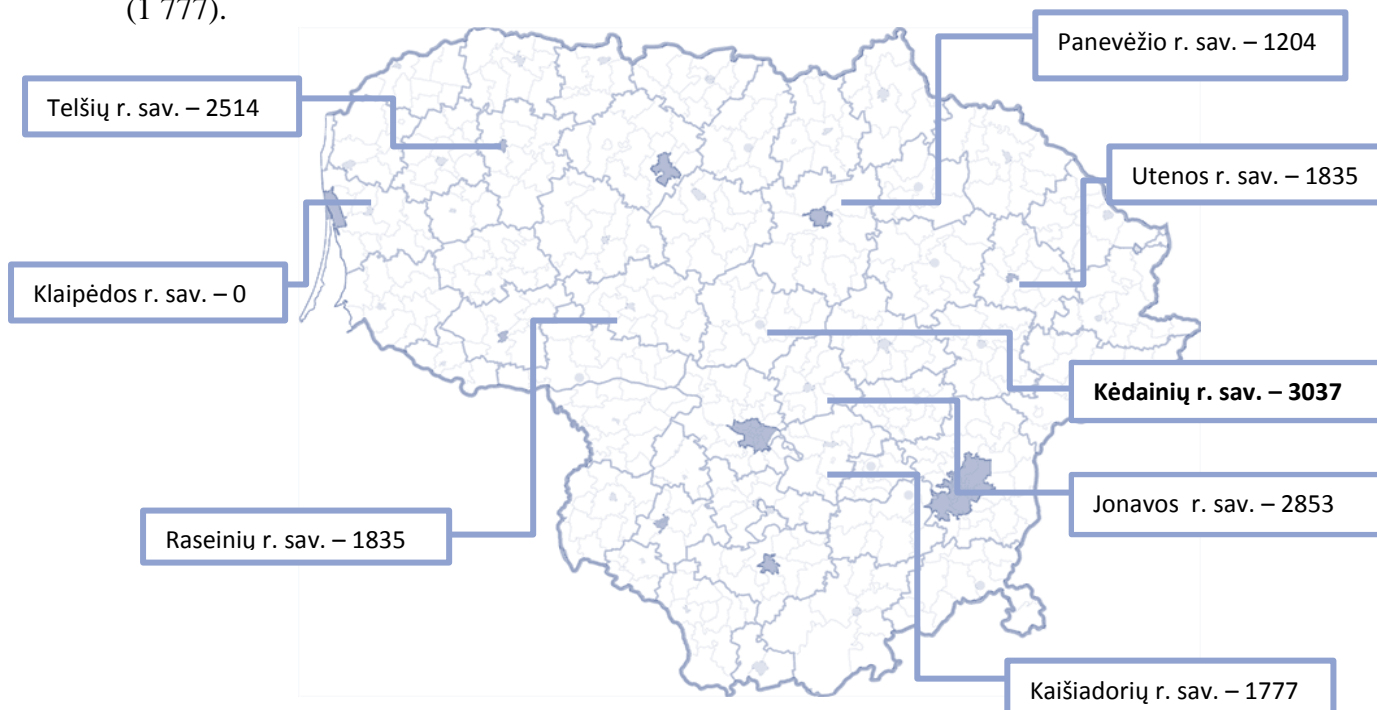 (1 777).
Panevėžio r. sav. – 1204
Telšių r. sav. – 2514
Utenos r. sav. – 1835
Klaipėdos r. sav. – 0
Kėdainių r. sav. – 3037
Jonavos r. sav. – 2853
Raseinių r. sav. – 1835
Kaišiadorių r. sav. – 1777